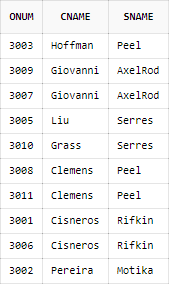 ONUM CNAME SNAME
3003 Hoffman Peel
3009 Giovanni AxelRod
3007 Giovanni AxelRod
3005 Liu Serres
3010 Grass Serres
3008 Clemens Peel
3011 Clemens Peel
3001 Cisneros Rifkin
3006 Cisneros Rifkin
3002 Pereira Motika